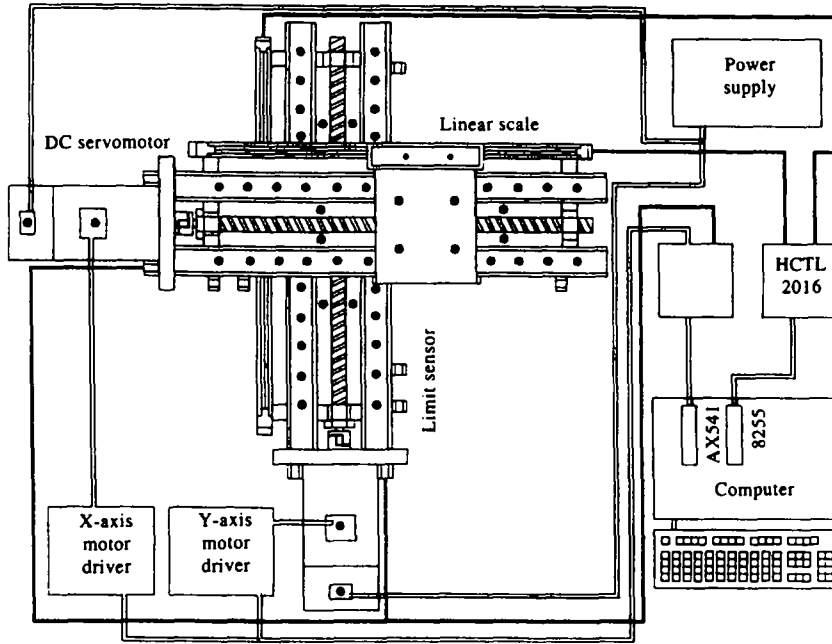 Power
supply
Linear scale
DC servomotor
HCTL
2016
Limit sensor
AX541
8255
Computer
X-axis
motor
driver
Y-axis
motor
driver